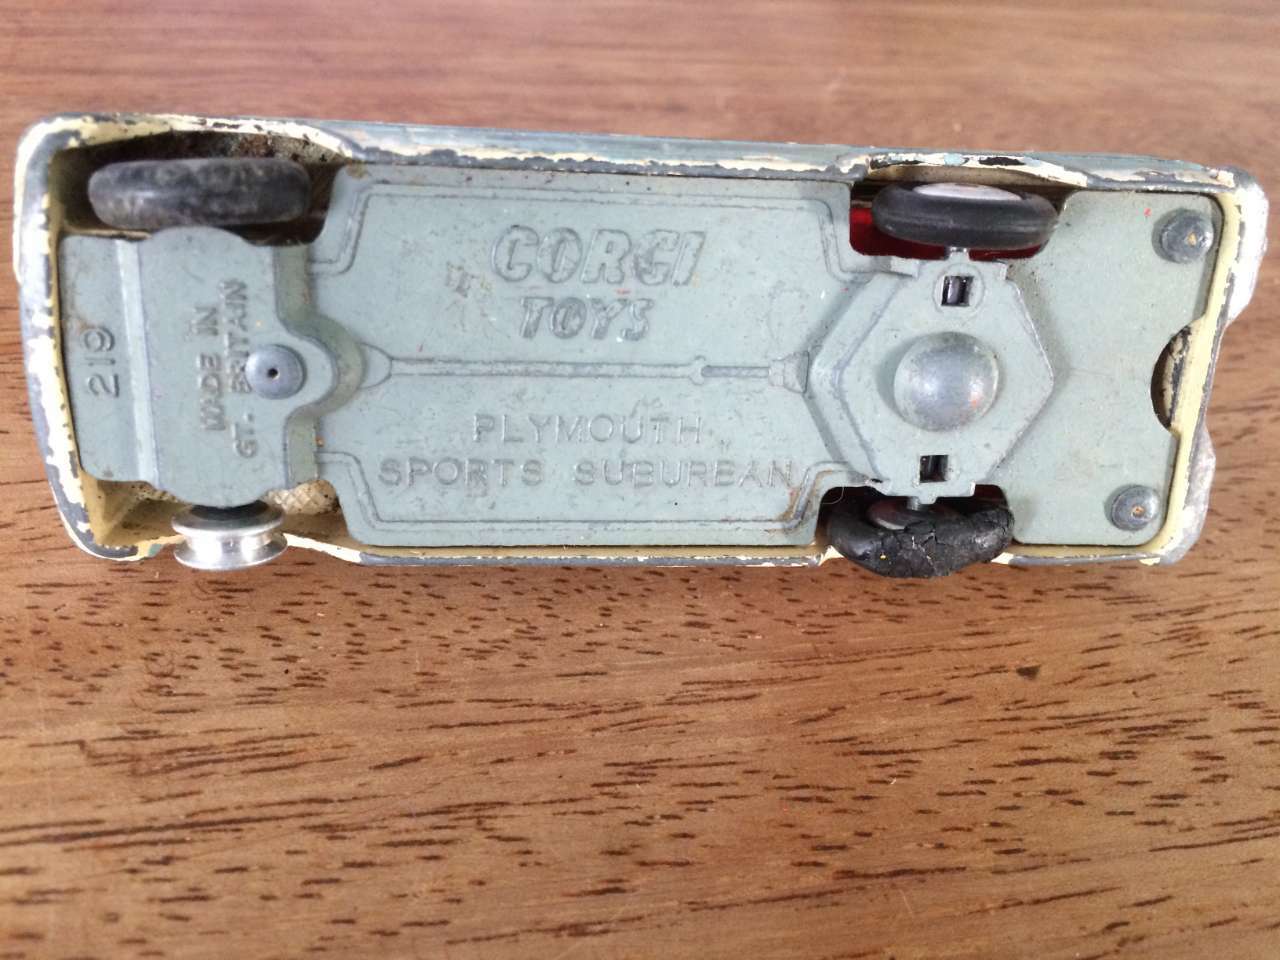 CORGI
TOYS
PLYMOUTH
SPORTS SUBURBAN
MADE IN
GT. BRITAIN
219